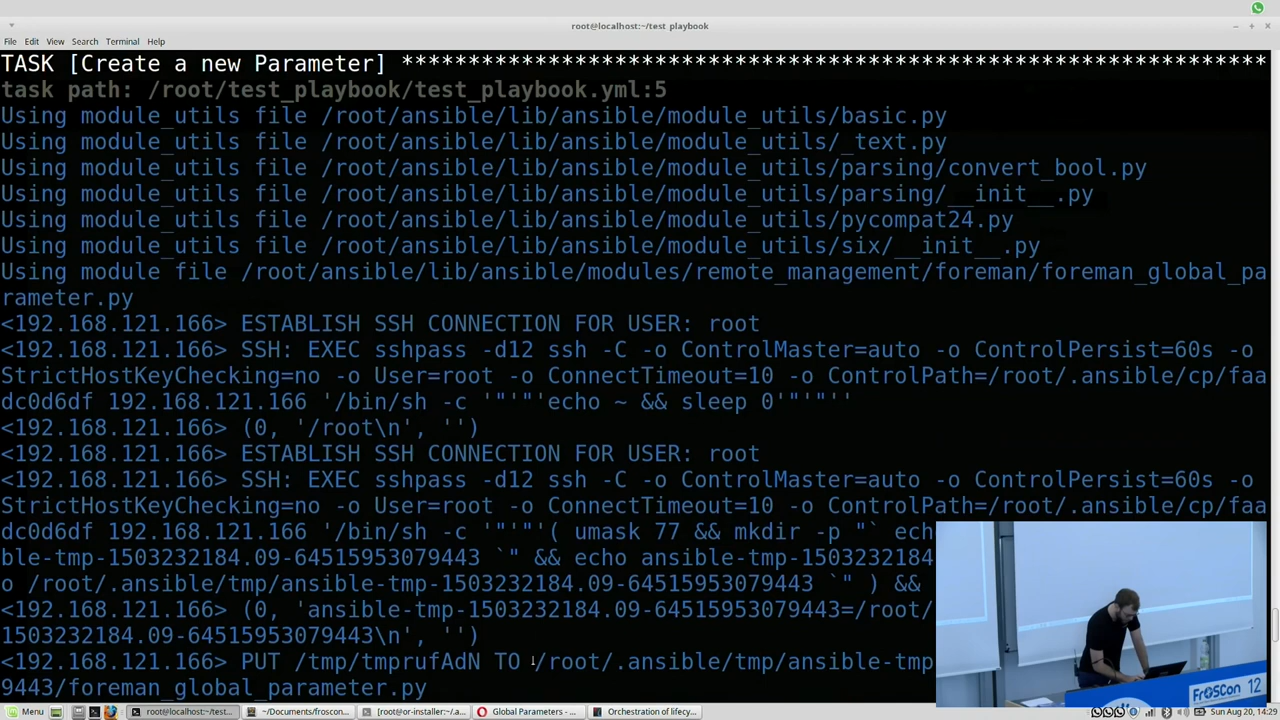 root@localhost:~/test_playbook
File Edit View Search Terminal Help
TASK [Create a new Parameter] *****************************************************************
task path: /root/test_playbook/test_playbook.yml:5
Using module_utils file /root/ansible/lib/ansible/module_utils/basic.py
Using module_utils file /root/ansible/lib/ansible/module_utils/_text.py
Using module_utils file /root/ansible/lib/ansible/module_utils/parsing/convert_bool.py
Using module_utils file /root/ansible/lib/ansible/module_utils/parsing/__init__.py
Using module_utils file /root/ansible/lib/ansible/module_utils/pycompat24.py
Using module_utils file /root/ansible/lib/ansible/module_utils/six/__init__.py
Using module file /root/ansible/lib/ansible/modules/remote_management/foreman/foreman_global_pa
rameter.py
<192.168.121.166> ESTABLISH SSH CONNECTION FOR USER: root
<192.168.121.166> SSH: EXEC sshpass -d12 ssh -C -o ControlMaster=auto -o ControlPersist=60s -o
StrictHostKeyChecking=no -o User=root -o ConnectTimeout=10 -o ControlPath=/root/.ansible/cp/faa
dc0d6df 192.168.121.166 '/bin/sh -c '"'"'echo ~ && sleep 0'"'"''
<192.168.121.166> (0, '/root\n', '')
<192.168.121.166> ESTABLISH SSH CONNECTION FOR USER: root
<192.168.121.166> SSH: EXEC sshpass -d12 ssh -C -o ControlMaster=auto -o ControlPersist=60s -o
StrictHostKeyChecking=no -o User=root -o ConnectTimeout=10 -o ControlPath=/root/.ansible/cp/faa
dc0d6df 192.168.121.166 '/bin/sh -c '"'"'( umask 77 && mkdir -p "` ech
ble-tmp-1503232184.09-64515953079443 `" && echo ansible-tmp-1503232184
o /root/.ansible/tmp/ansible-tmp-1503232184.09-64515953079443 `" ) &&
<192.168.121.166> (0, 'ansible-tmp-1503232184.09-64515953079443=/root/
1503232184.09-64515953079443\n', '')
<192.168.121.166> PUT /tmp/tmprufAdN TO /root/.ansible/tmp/ansible-tmp
9443/foreman_global_parameter.py
FrOSCon 12
Menu root@localhost:~/test... ~/Documents/froscon... [root@or-installer:~/a... Global Parameters - ... Orchestration of lifecy... Sun Aug 20, 14:29